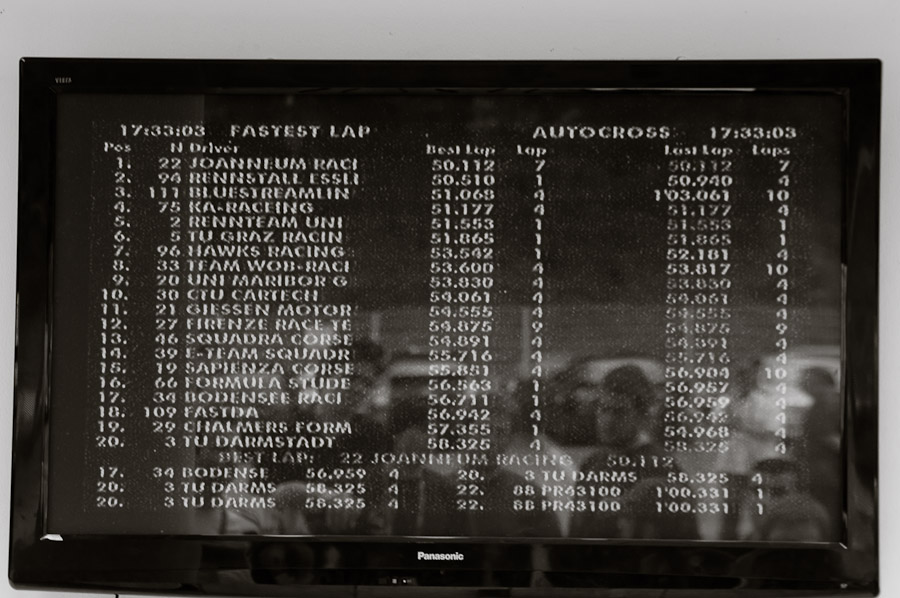 VIERA
17:33:03 FASTEST LAP AUTOCROSS 17:33:03
Pos N Driver Best Lap Lap Last Lap Laps
1. 22 JOANNEUM RACI 50.112 7 50.112 7
2. 94 RENNSTALL ESSLI 50.510 1 50.940 4
3. 111 BLUESTREAMLIN 51.068 4 1'03.061 10
4. 75 KA-RACEING 51.177 4 51.177 4
5. 2 RENNTEAM UNI 51.553 1 51.553 1
6. 5 TU GRAZ RACIN 51.865 1 51.865 1
7. 96 HAWKS RACING 53.542 1 52.181 4
8. 33 TEAM WOB-RACI 53.600 4 53.817 10
9. 20 UNI MARIBOR G 53.830 4 53.830 4
10. 30 CTU CARTECH 54.061 4 54.061 4
11. 21 GIESSEN MOTOR 54.555 4 54.555 4
12. 27 FIRENZE RACE TE 54.875 9 54.875 9
13. 46 SQUADRA CORSE 54.891 4 54.891 4
14. 39 E-TEAM SQUADR 55.716 4 55.716 4
15. 19 SAPIENZA CORSE 55.851 4 56.904 10
16. 66 FORMULA STUDE 56.563 1 56.957 4
17. 34 BODENSEE RACI 56.711 1 56.959 4
18. 109 FASTDA 56.942 4 56.942 4
19. 29 CHALMERS FORM 57.355 1 54.968 4
20. 3 TU DARMSTADT 58.325 4 58.325 4
BEST LAP: 22 JOANNEUM RACING 50.112
17. 34 BODENSE 56.959 4 20. 3 TU DARMS 58.325 4
20. 3 TU DARMS 58.325 4 22. 88 PR43100 1'00.331 1
20. 3 TU DARMS 58.325 4 22. 88 PR43100 1'00.331 1
Panasonic